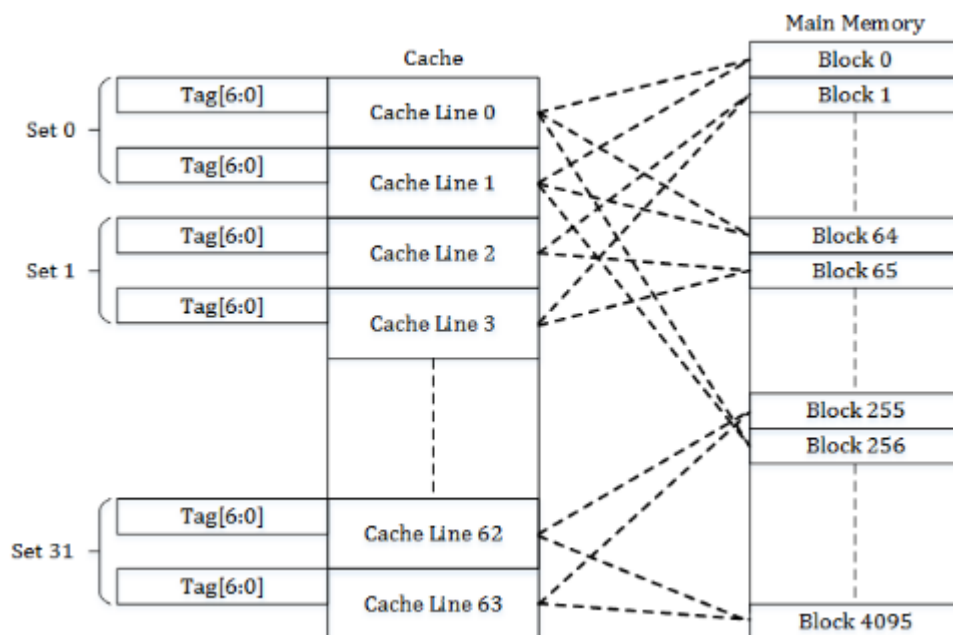 Main Memory
Block 0
Cache
Tag[6:0]
Cache Line 0
Block 1
Set 0
Tag[6:0]
Cache Line 1
Tag[6:0]
Cache Line 2
Block 64
Set 1
Block 65
Tag[6:0]
Cache Line 3
Block 255
Block 256
Tag[6:0]
Cache Line 62
Set 31
Tag[6:0]
Cache Line 63
Block 4095